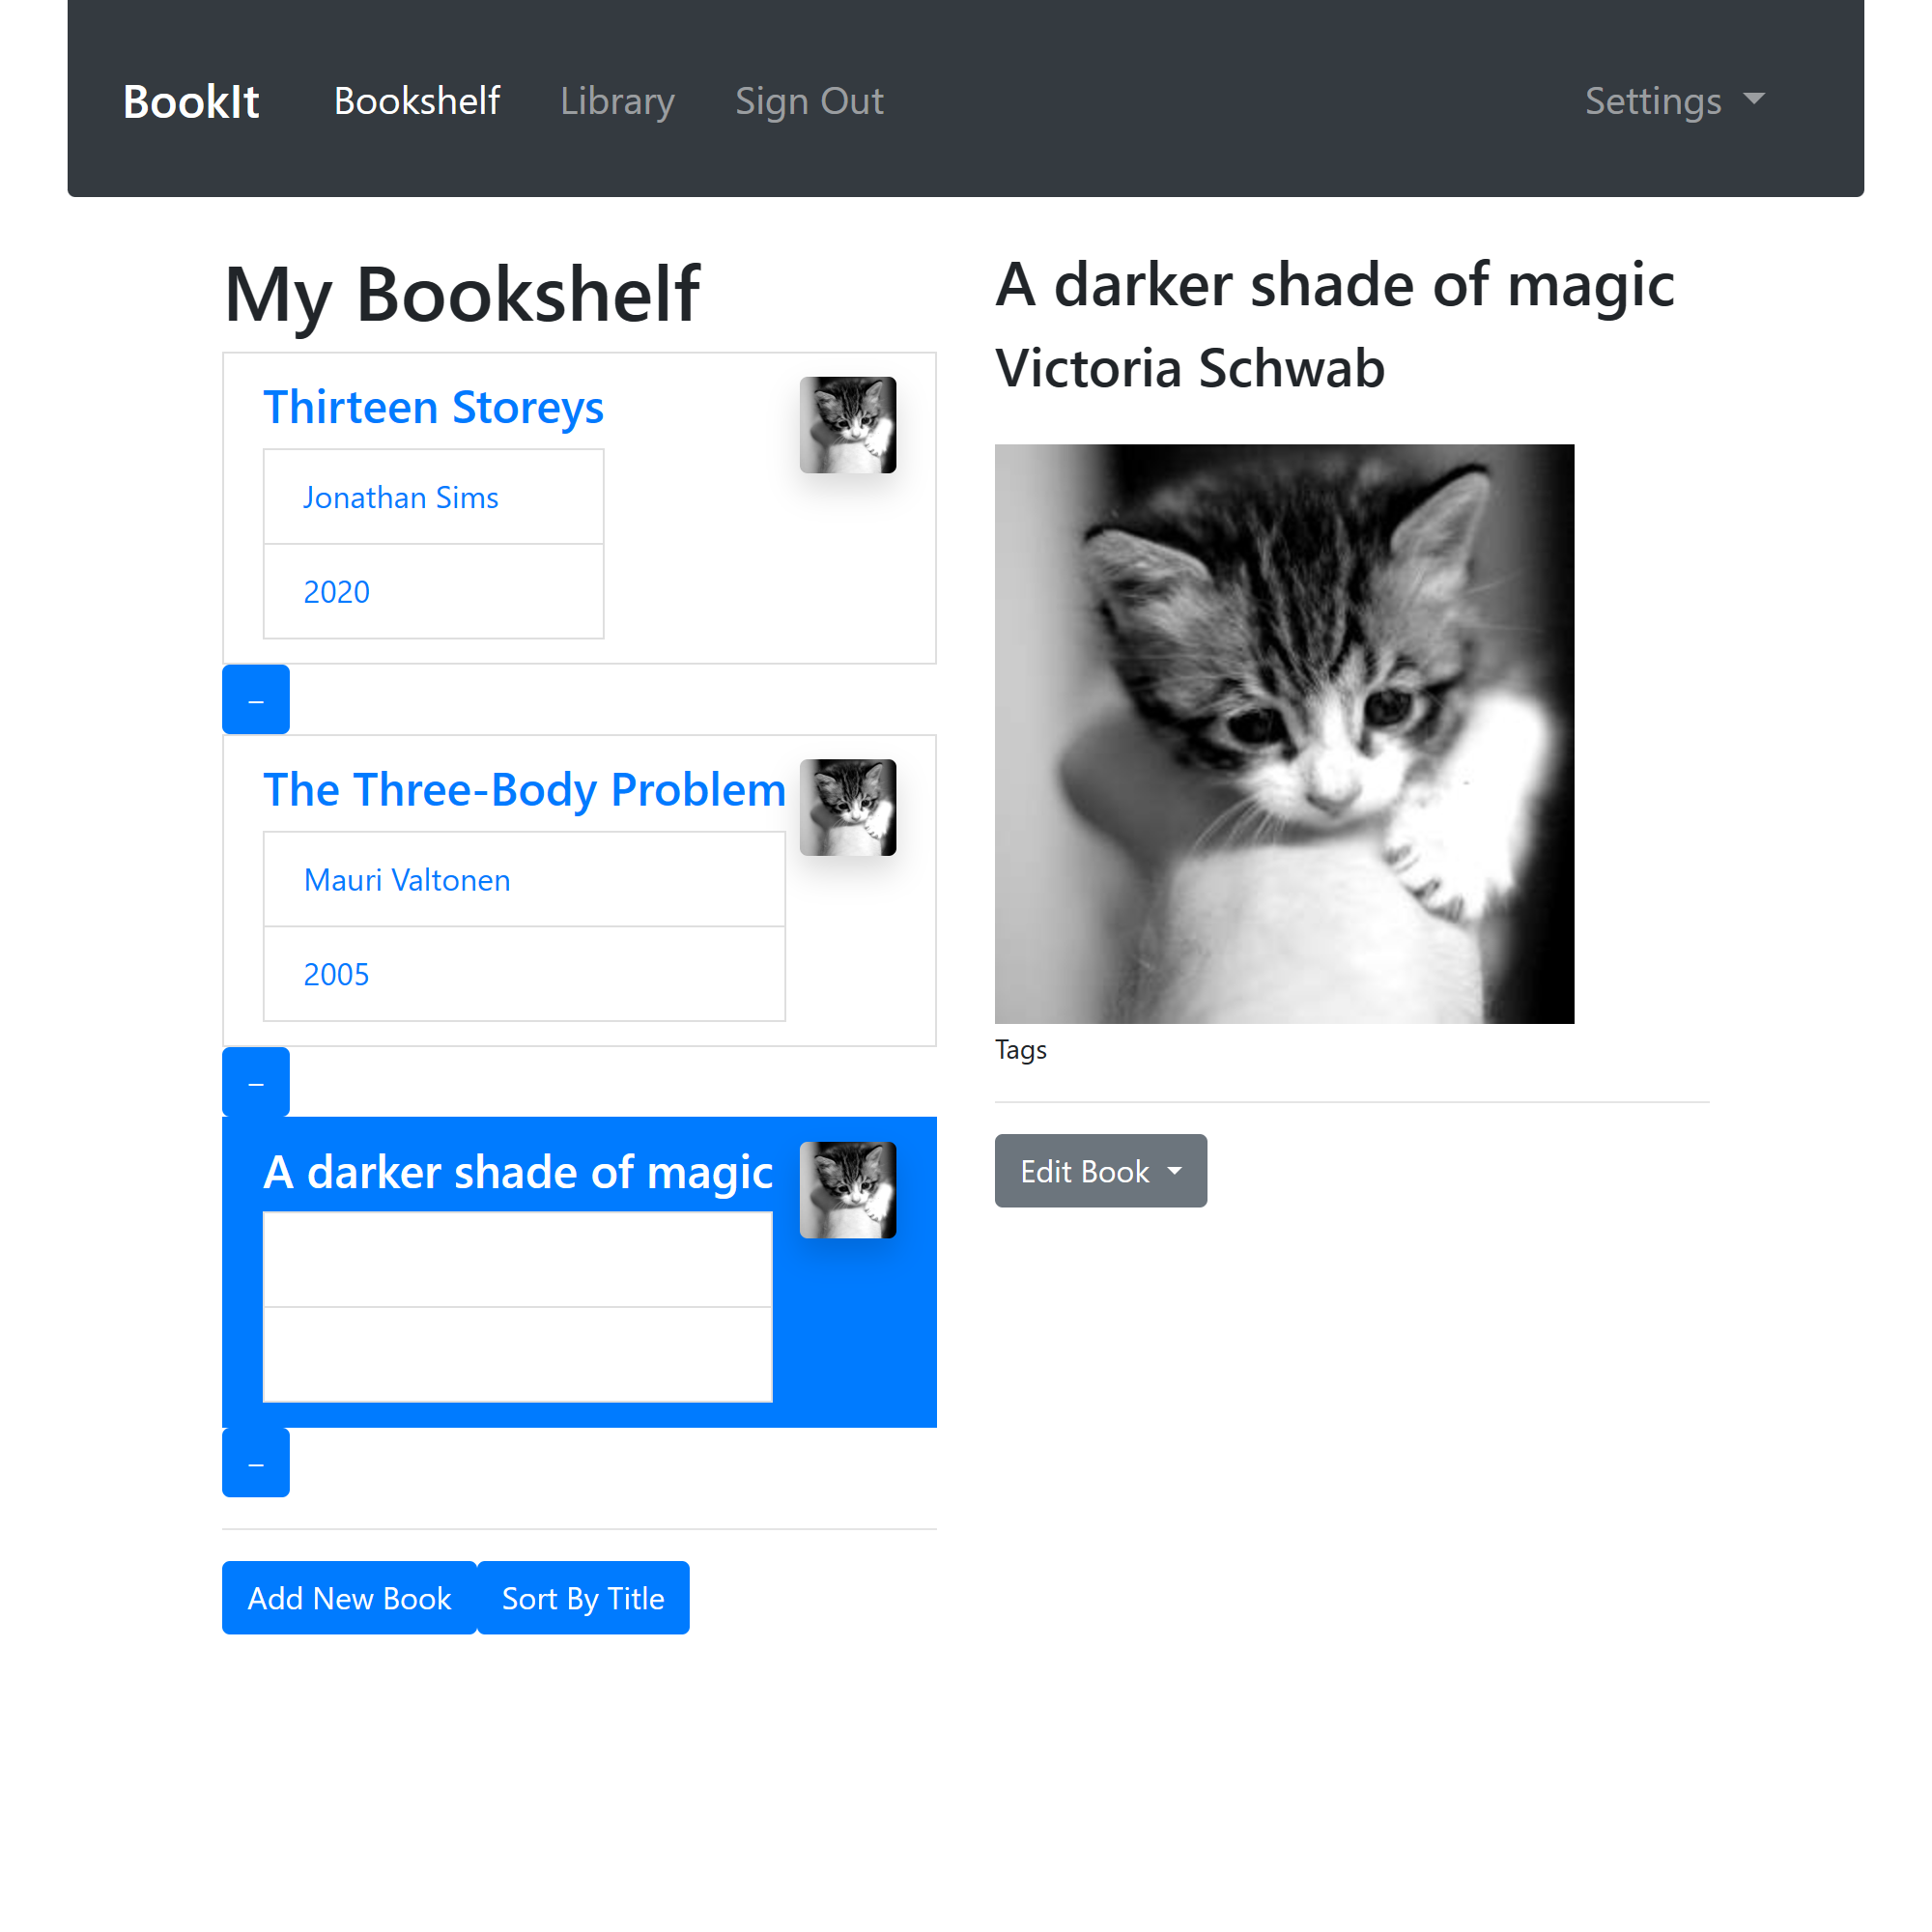 BookIt Bookshelf Library Sign Out Settings
My Bookshelf
Thirteen Storeys
Jonathan Sims
2020
–
The Three-Body Problem
Mauri Valtonen
2005
–
A darker shade of magic
–
Add New Book Sort By Title
A darker shade of magic
Victoria Schwab
Tags
Edit Book